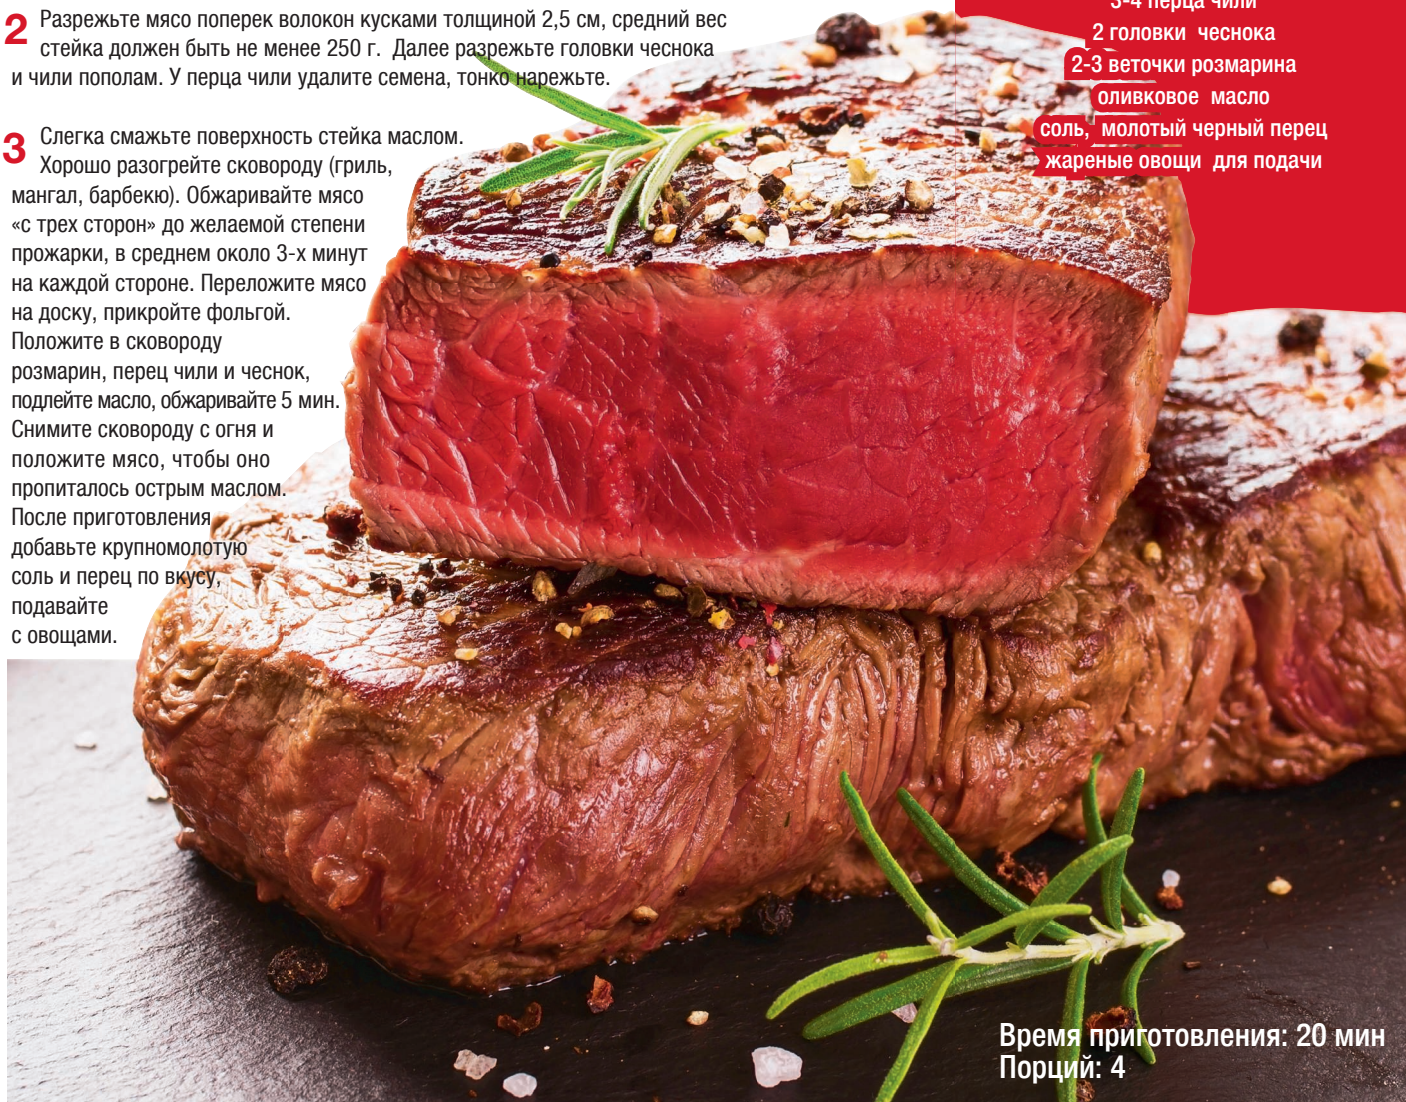 2 Разрежьте мясо поперек волокон кусками толщиной 2,5 см, средний вес
стейка должен быть не менее 250 г. Далее разрежьте головки чеснока
и чили пополам. У перца чили удалите семена, тонко нарежьте.
3 Слегка смажьте поверхность стейка маслом.
Хорошо разогрейте сковороду (гриль,
мангал, барбекю). Обжаривайте мясо
«с трех сторон» до желаемой степени
прожарки, в среднем около 3-х минут
на каждой стороне. Переложите мясо
на доску, прикройте фольгой.
Положите в сковороду
розмарин, перец чили и чеснок,
подлейте масло, обжаривайте 5 мин.
Снимите сковороду с огня и
положите мясо, чтобы оно
пропиталось острым маслом.
После приготовления
добавьте крупномолотую
соль и перец по вкусу,
подавайте
с овощами.
3-4 перца чили
2 головки чеснока
2-3 веточки розмарина
оливковое масло
соль, молотый черный перец
жареные овощи для подачи
Время приготовления: 20 мин
Порций: 4